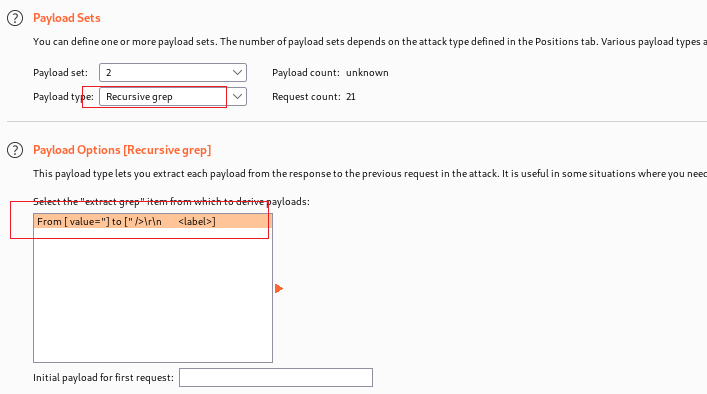 ? Payload Sets
You can define one or more payload sets. The number of payload sets depends on the attack type defined in the Positions tab. Various payload types a
Payload set: 2 Payload count: unknown
Payload type: Recursive grep Request count: 21
? Payload Options [Recursive grep]
This payload type lets you extract each payload from the response to the previous request in the attack. It is useful in some situations where you need
Select the "extract grep" item from which to derive payloads:
From [ value="] to [" />\r\n      <label>]
Initial payload for first request: